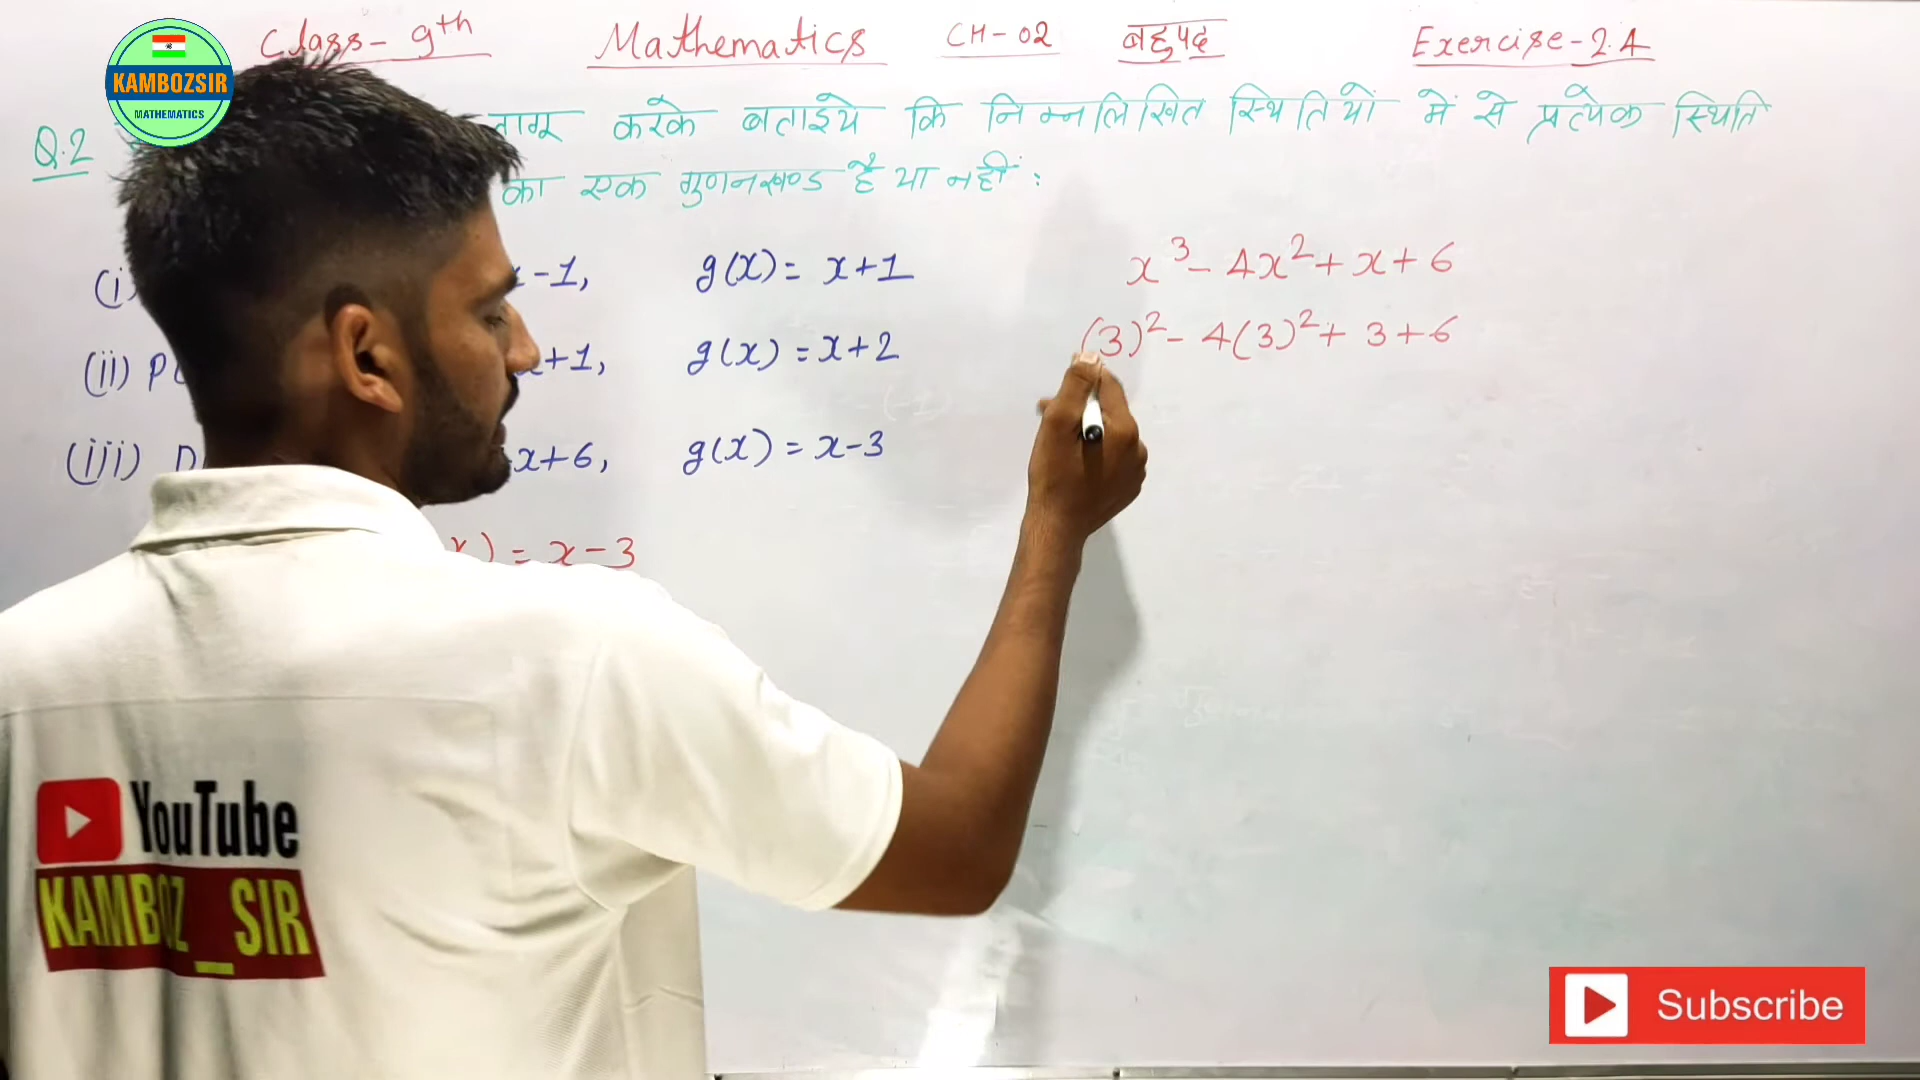 Class - 9th Mathematics CH-02 बहुपद Exercise-2.4
KAMBOZSIR
MATHEMATICS
Q.2 लागू करके बताइये कि निम्नलिखित स्थितियों में से प्रत्येक स्थिति
का एक गुणनखण्ड है या नहीं :
(i) -1, g(x) = x+1
(ii) P +1, g(x) = x+2
(iii) x+6, g(x) = x-3
x) = x-3
x³ - 4x² + x + 6
(3)² - 4(3)² + 3 + 6
YouTube
KAMBOZ_SIR
Subscribe